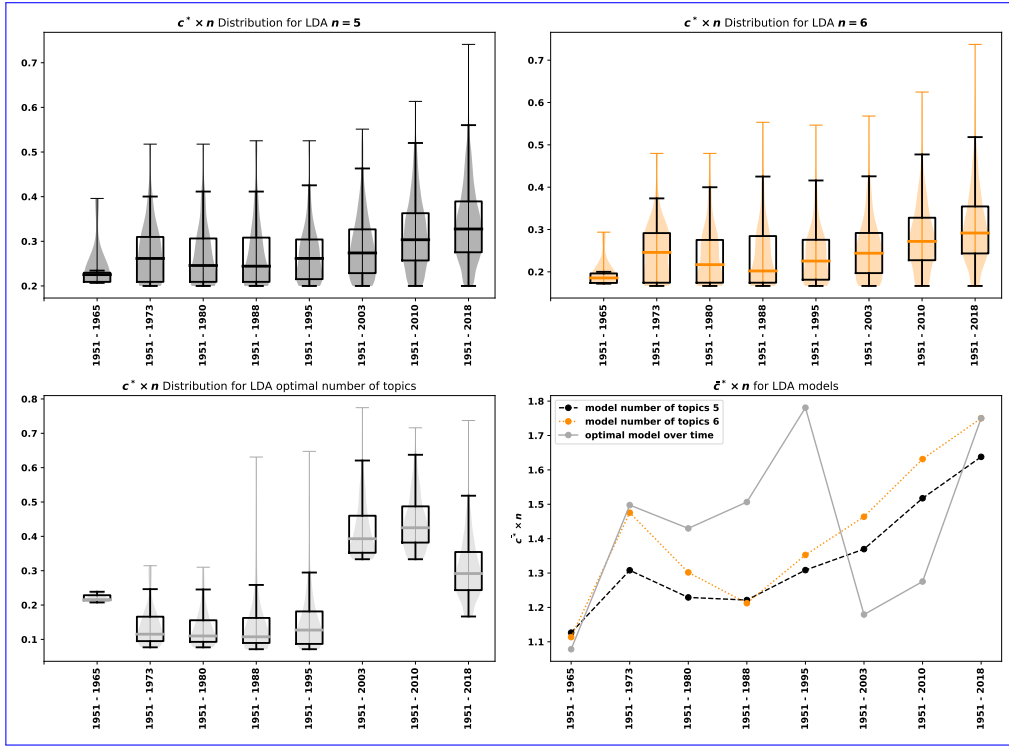 c* × n Distribution for LDA n = 5
0.7
0.6
0.5
0.4
0.3
0.2
1951 - 1965
1951 - 1973
1951 - 1980
1951 - 1988
1951 - 1995
1951 - 2003
1951 - 2010
1951 - 2018
c* × n Distribution for LDA n = 6
0.7
0.6
0.5
0.4
0.3
0.2
1951 - 1965
1951 - 1973
1951 - 1980
1951 - 1988
1951 - 1995
1951 - 2003
1951 - 2010
1951 - 2018
c* × n Distribution for LDA optimal number of topics
0.8
0.7
0.6
0.5
0.4
0.3
0.2
0.1
1951 - 1965
1951 - 1973
1951 - 1980
1951 - 1988
1951 - 1995
1951 - 2003
1951 - 2010
1951 - 2018
c̄* × n for LDA models
model number of topics 5
model number of topics 6
optimal model over time
c̄* × n
1.8
1.7
1.6
1.5
1.4
1.3
1.2
1.1
1951 - 1965
1951 - 1973
1951 - 1980
1951 - 1988
1951 - 1995
1951 - 2003
1951 - 2010
1951 - 2018